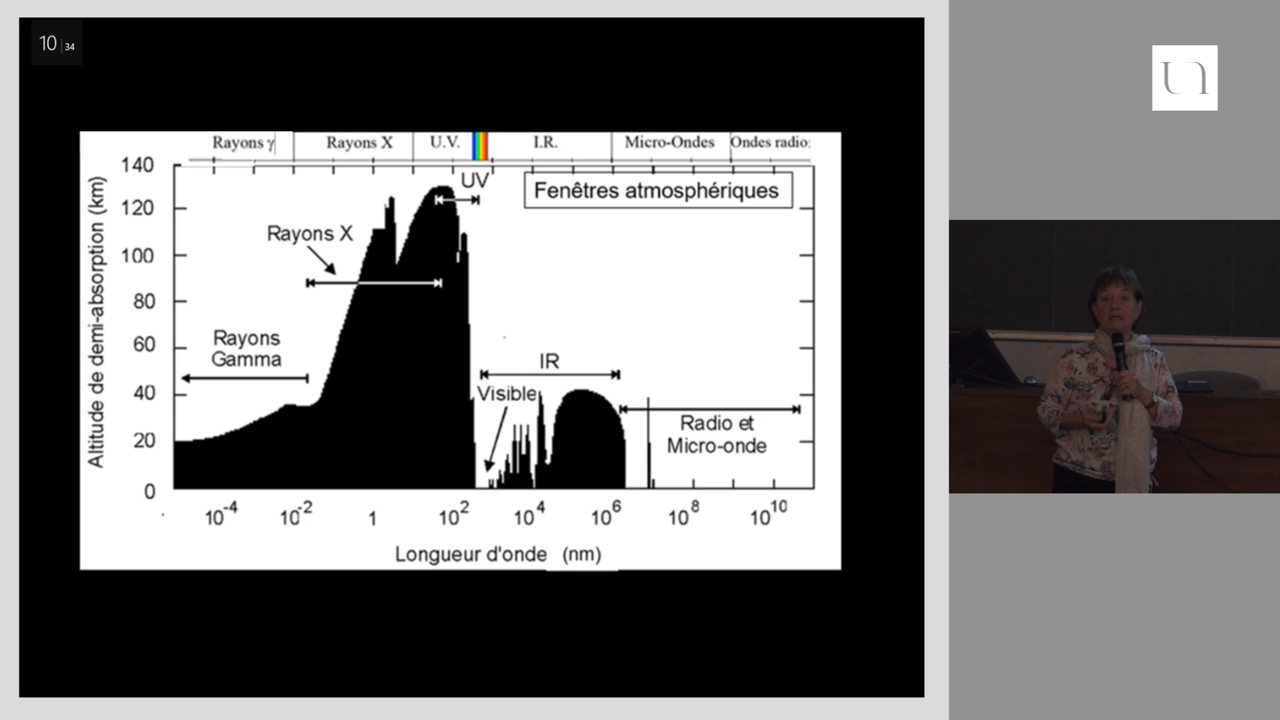 10 | 34
Rayons γ Rayons X U.V. I.R. Micro-Ondes Ondes radio
Fenêtres atmosphériques
UV
Rayons X
Rayons
Gamma
IR
Visible
Radio et
Micro-onde
Altitude de demi-absorption (km)
140
120
100
80
60
40
20
0
10⁻⁴ 10⁻² 1 10² 10⁴ 10⁶ 10⁸ 10¹⁰
Longueur d'onde (nm)